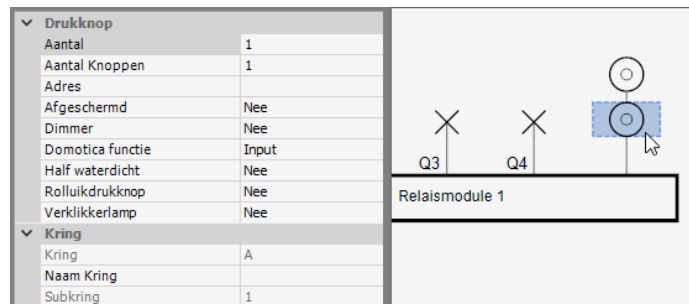 Drukknop
Aantal 1
Aantal Knoppen 1
Adres
Afgeschermd Nee
Dimmer Nee
Domotica functie Input
Half waterdicht Nee
Rolluikdrukknop Nee
Verklikkerlamp Nee
Kring
Kring A
Naam Kring
Subkring 1
Q3 Q4
Relaismodule 1